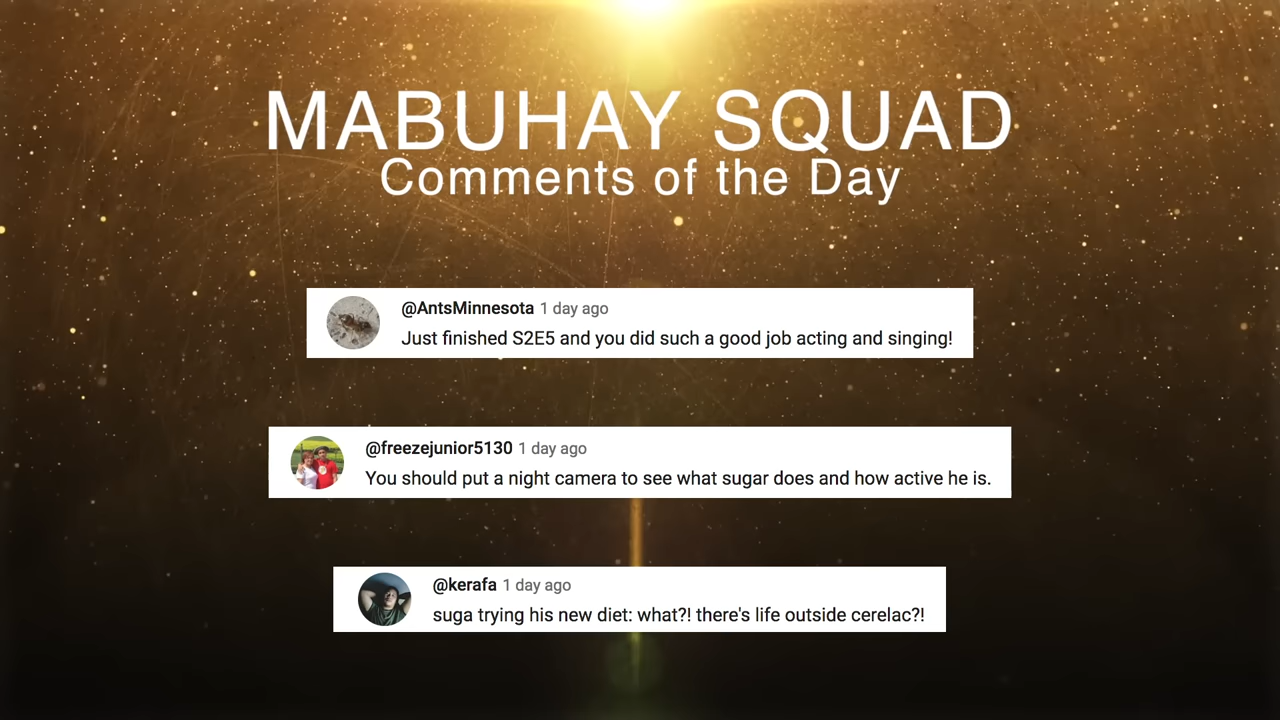 MABUHAY SQUAD
Comments of the Day
@AntsMinnesota 1 day ago
Just finished S2E5 and you did such a good job acting and singing!
@freezejunior5130 1 day ago
You should put a night camera to see what sugar does and how active he is.
@kerafa 1 day ago
suga trying his new diet: what?! there's life outside cerelac?!